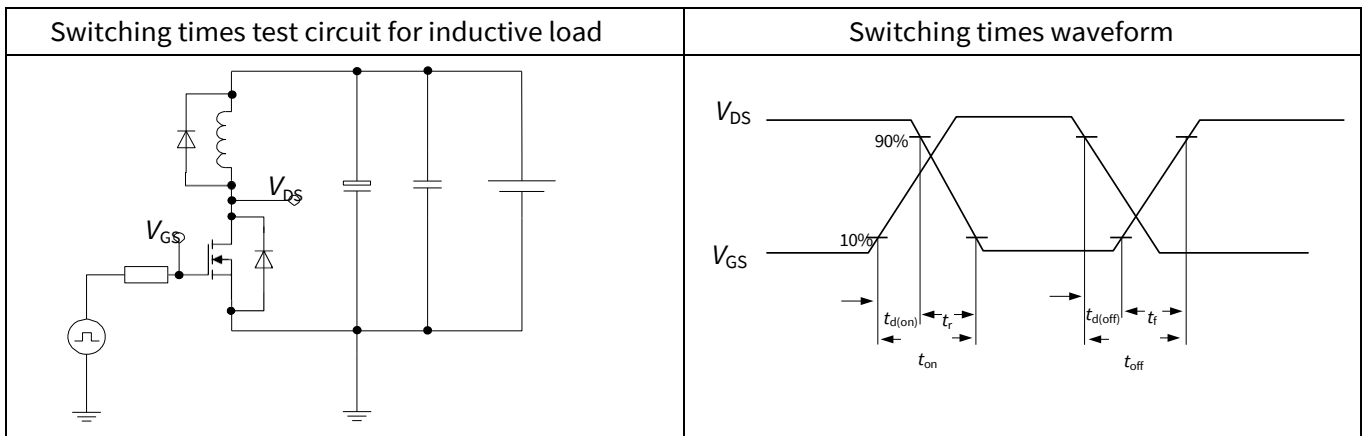 Switching times test circuit for inductive load
Switching times waveform
VDS
VGS
VDS
90%
10%
VGS
td(on)
tr
ton
td(off)
tf
toff